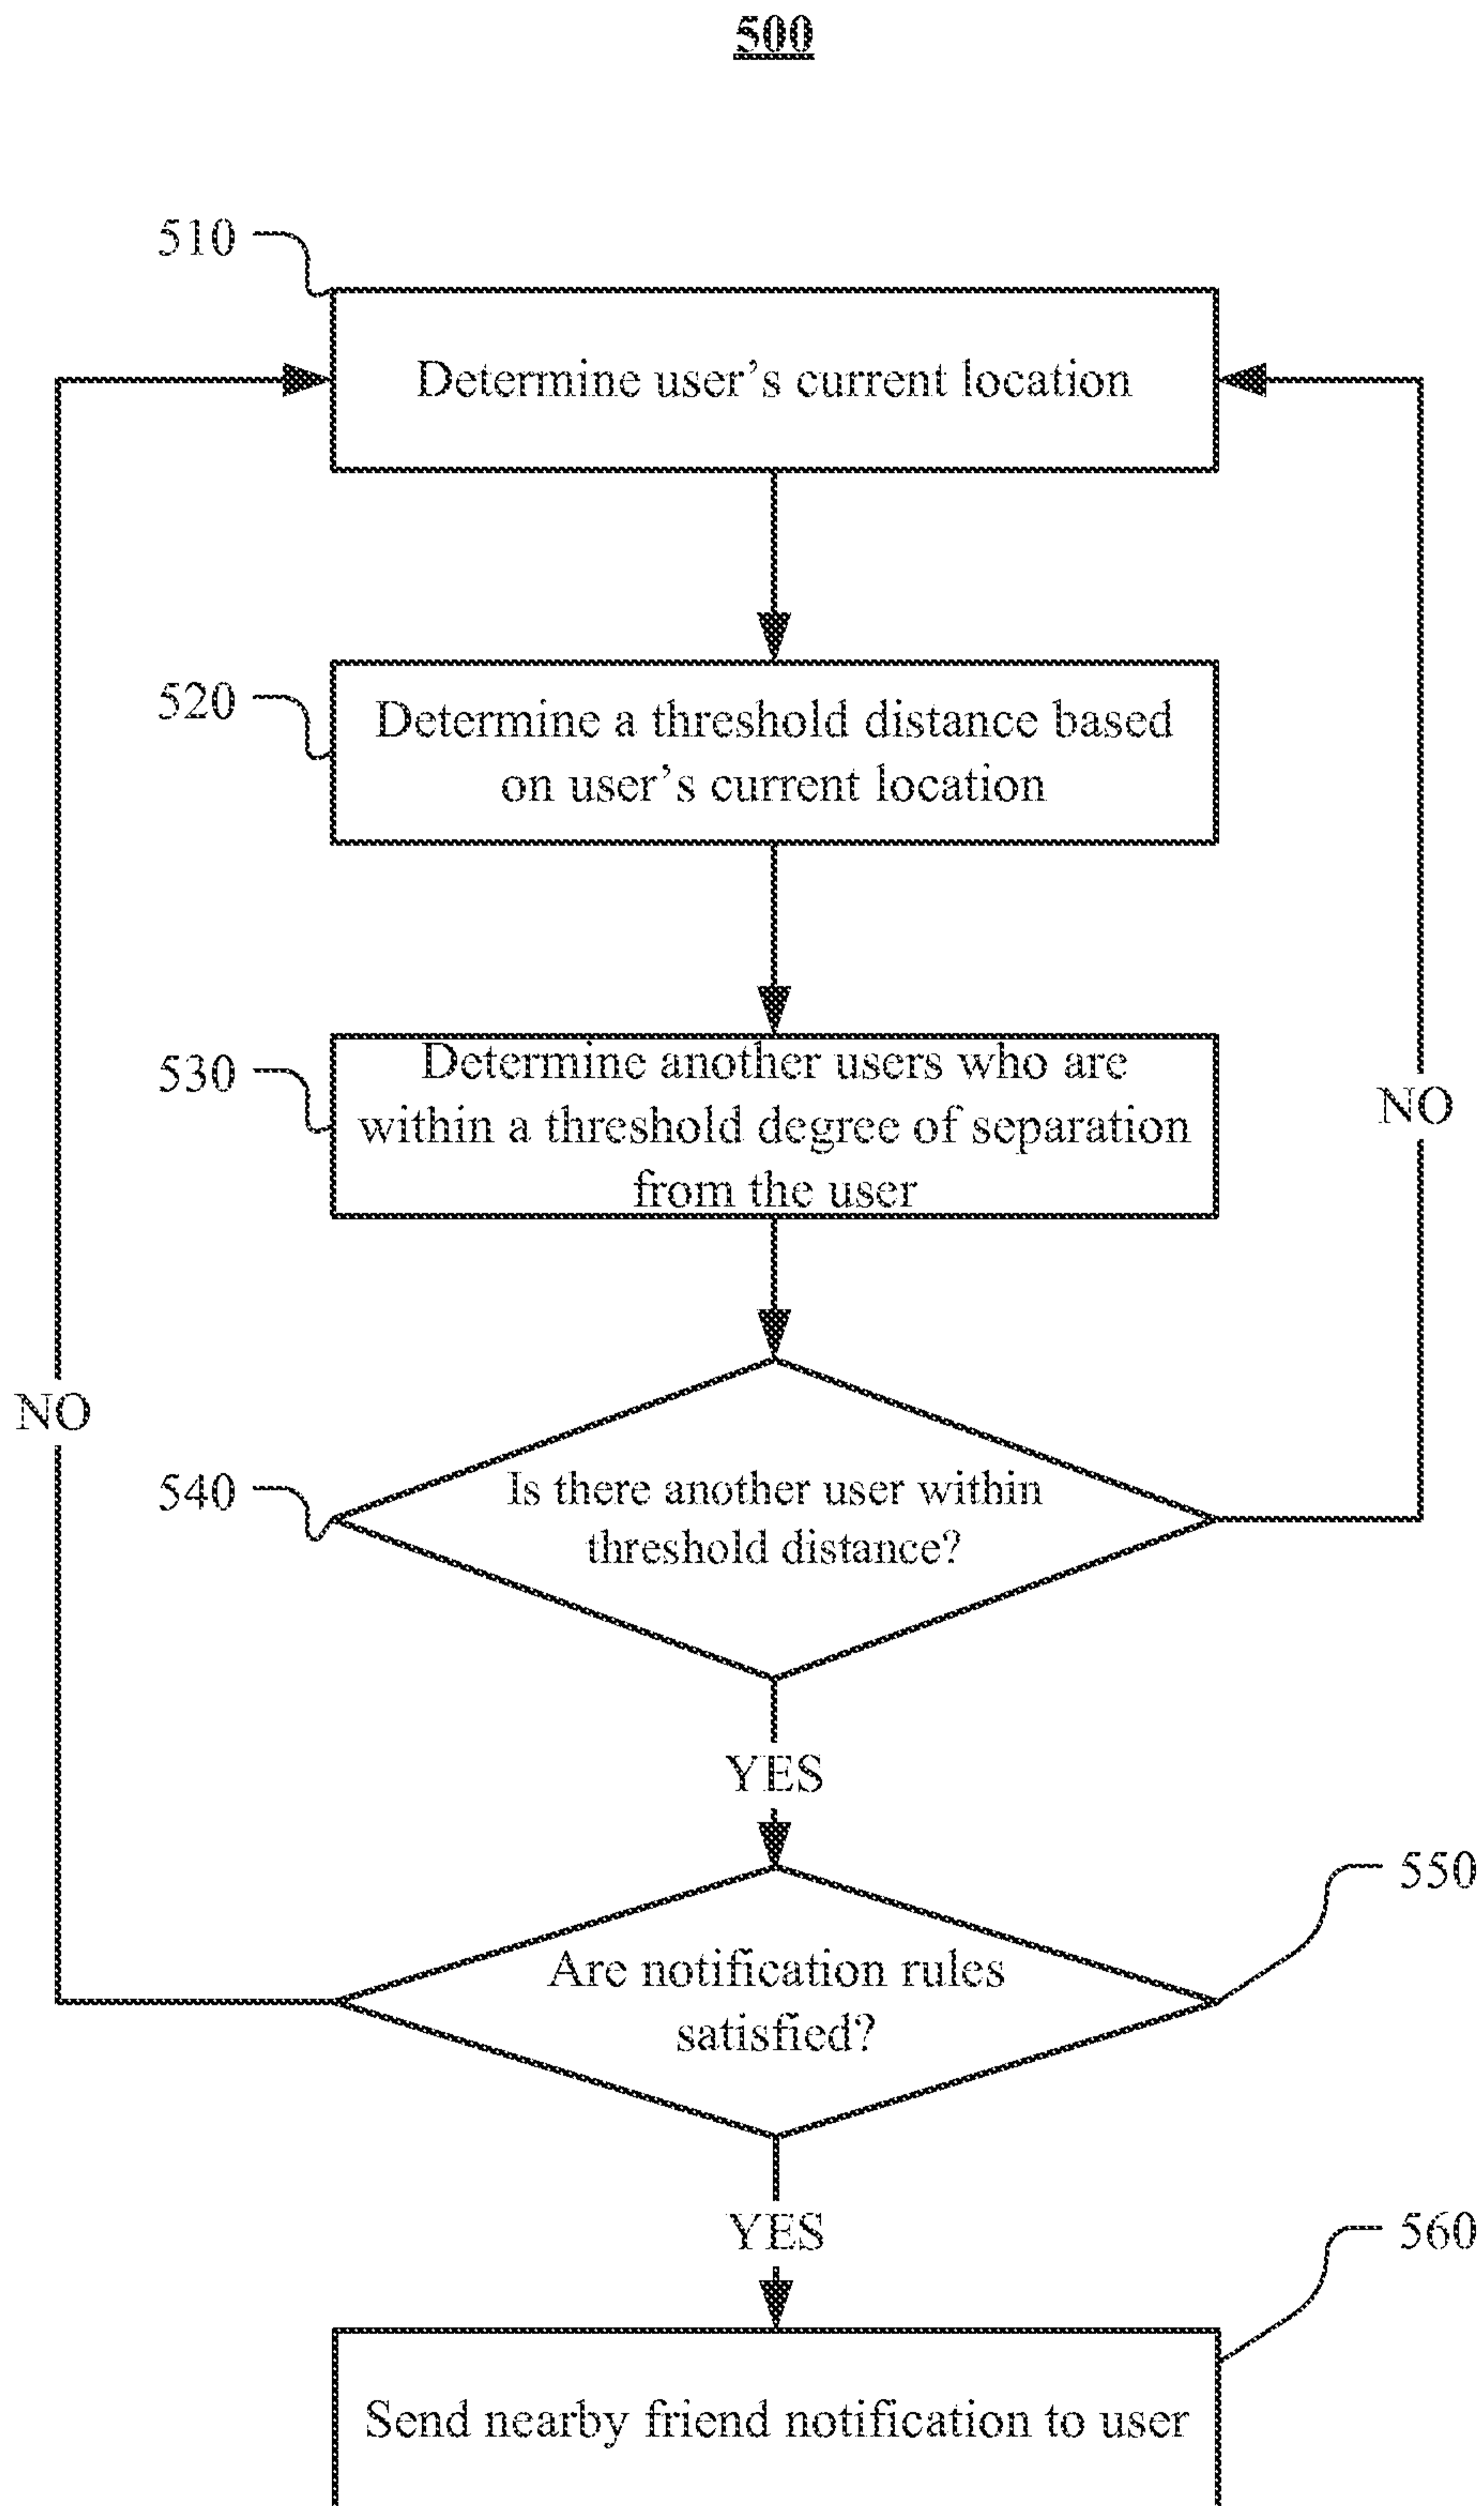 500
510
Determine user’s current location
520
Determine a threshold distance based
on user’s current location
530
Determine another users who are
within a threshold degree of separation
from the user
NO
NO
540
Is there another user within
threshold distance?
YES
550
Are notification rules
satisfied?
YES
560
Send nearby friend notification to user